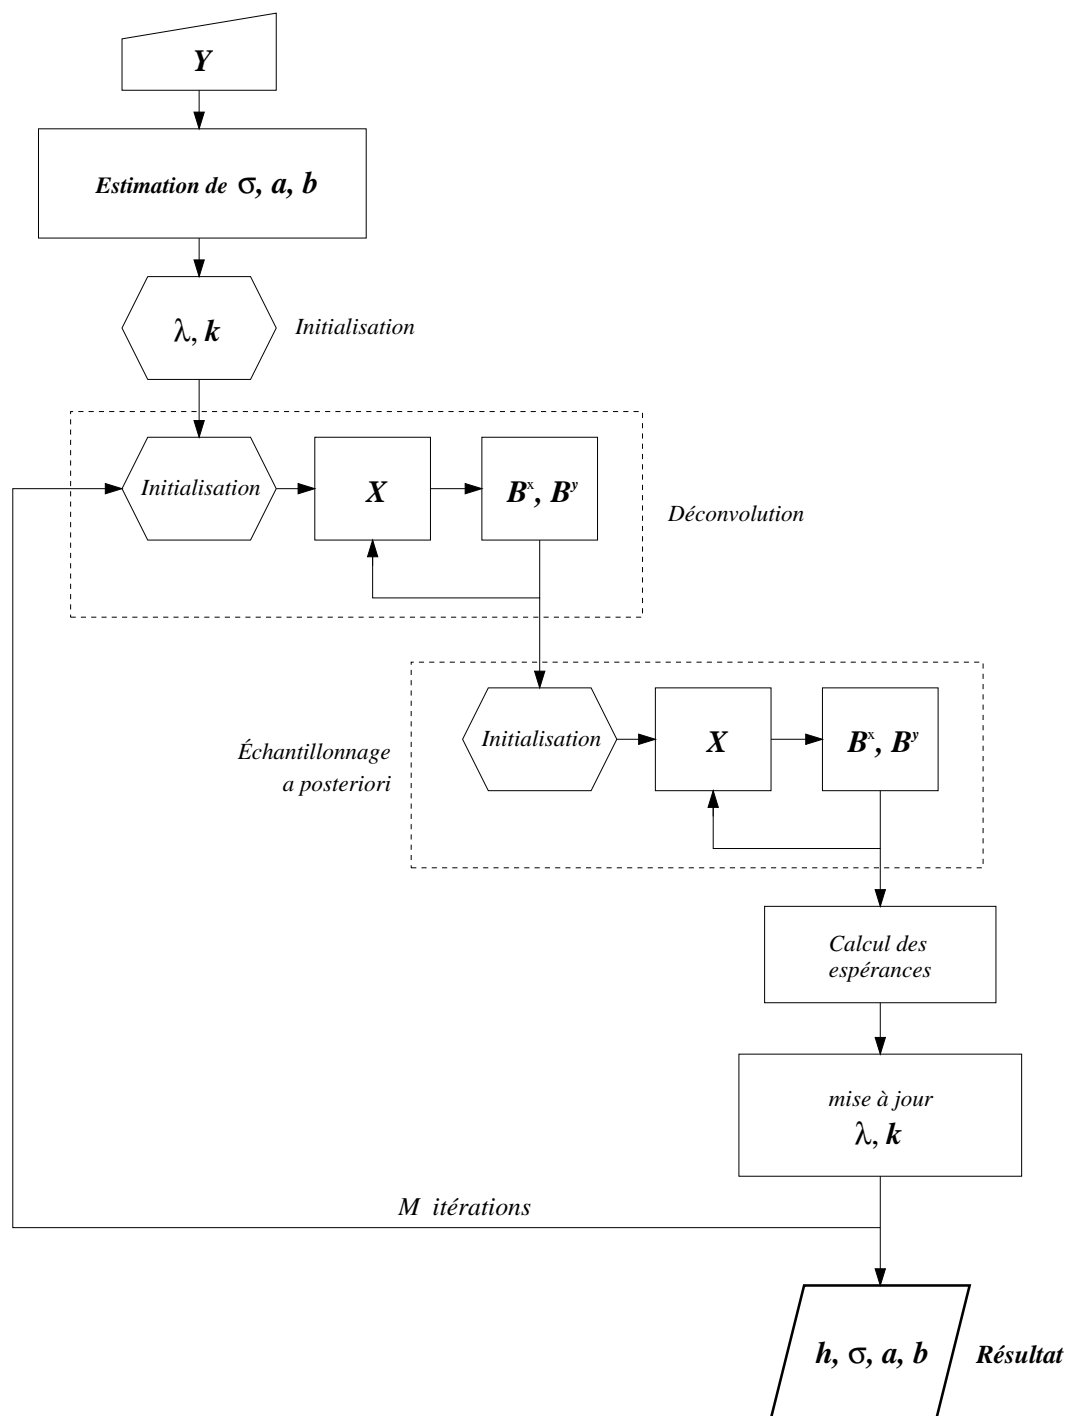 Y
Estimation de σ, a, b
λ, k
Initialisation
Initialisation
X
Bˣ, Bʸ
Déconvolution
Initialisation
X
Bˣ, Bʸ
Échantillonnage
a posteriori
Calcul des
espérances
mise à jour
λ, k
M itérations
h, σ, a, b
Résultat